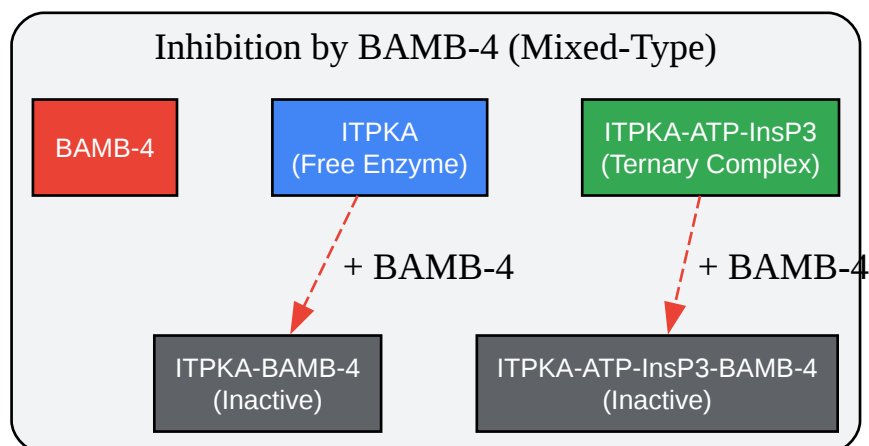 Inhibition by BAMB-4 (Mixed-Type)
BAMB-4
ITPKA
(Free Enzyme)
ITPKA-ATP-InsP3
(Ternary Complex)
+ BAMB-4
+ BAMB-4
ITPKA-BAMB-4
(Inactive)
ITPKA-ATP-InsP3-BAMB-4
(Inactive)